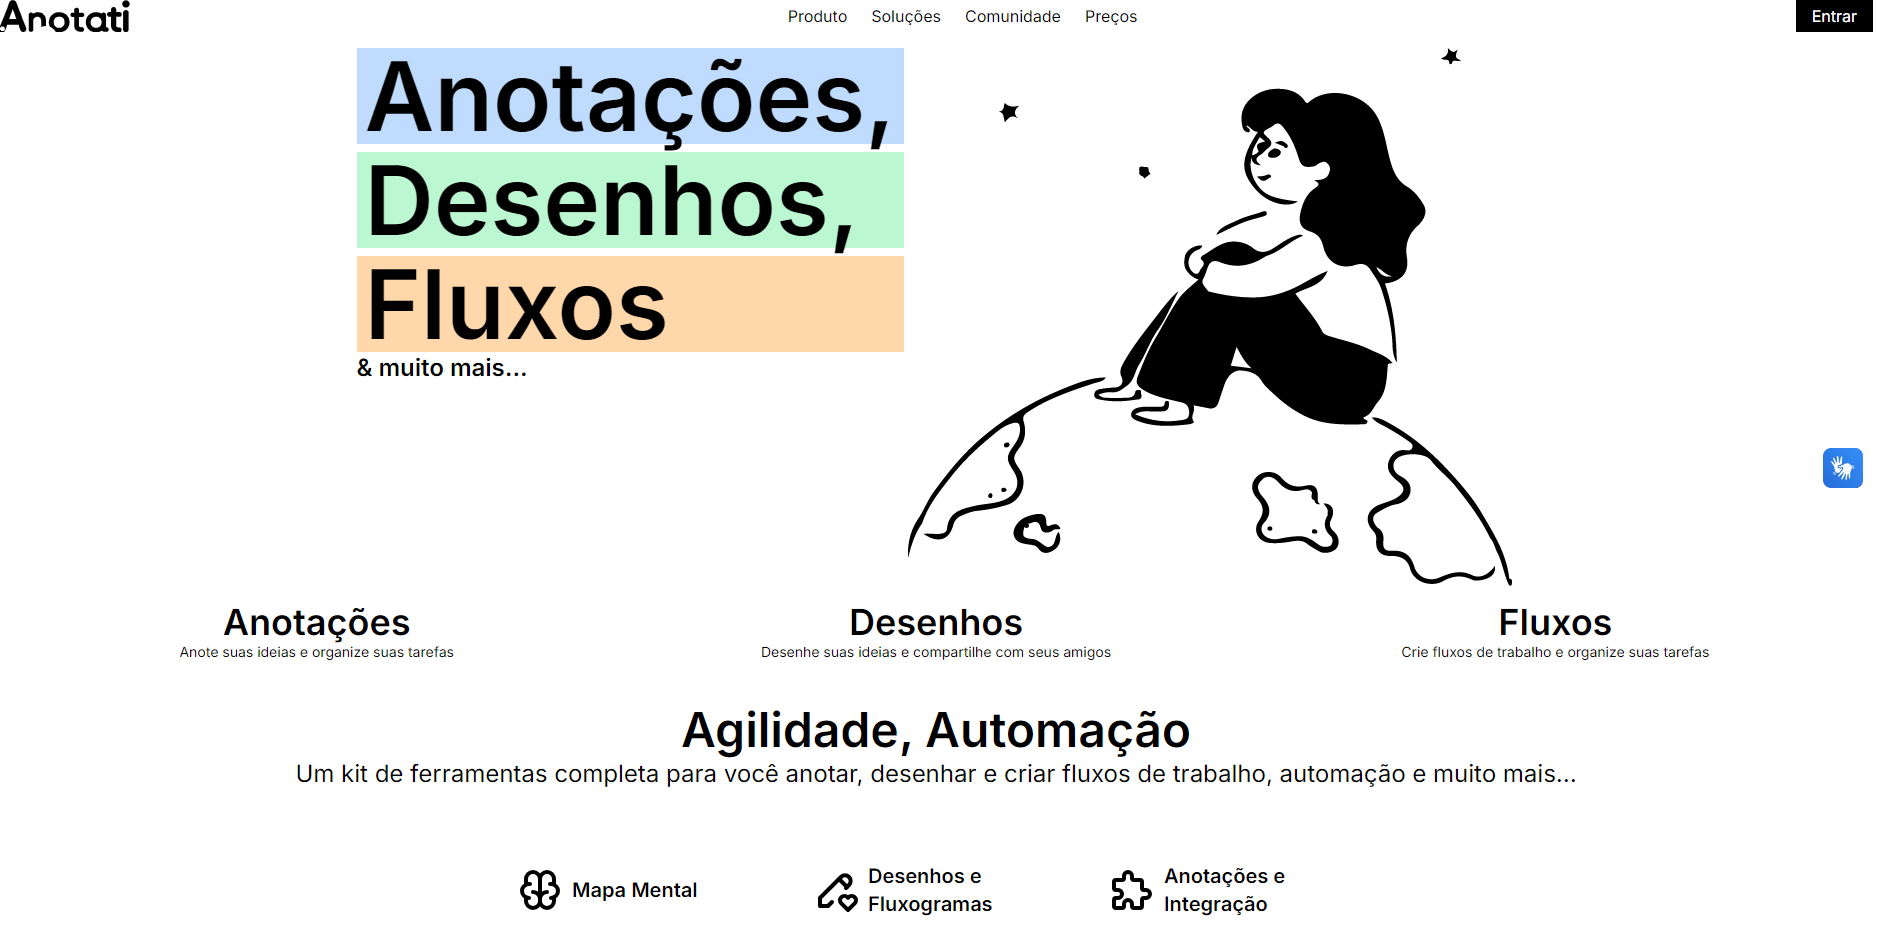 Anotati
Produto
Soluções
Comunidade
Preços
Entrar
Anotações,
Desenhos,
Fluxos
& muito mais...
Anotações
Anote suas ideias e organize suas tarefas
Desenhos
Desenhe suas ideias e compartilhe com seus amigos
Fluxos
Crie fluxos de trabalho e organize suas tarefas
Agilidade, Automação
Um kit de ferramentas completa para você anotar, desenhar e criar fluxos de trabalho, automação e muito mais...
Mapa Mental
Desenhos e
Fluxogramas
Anotações e
Integração